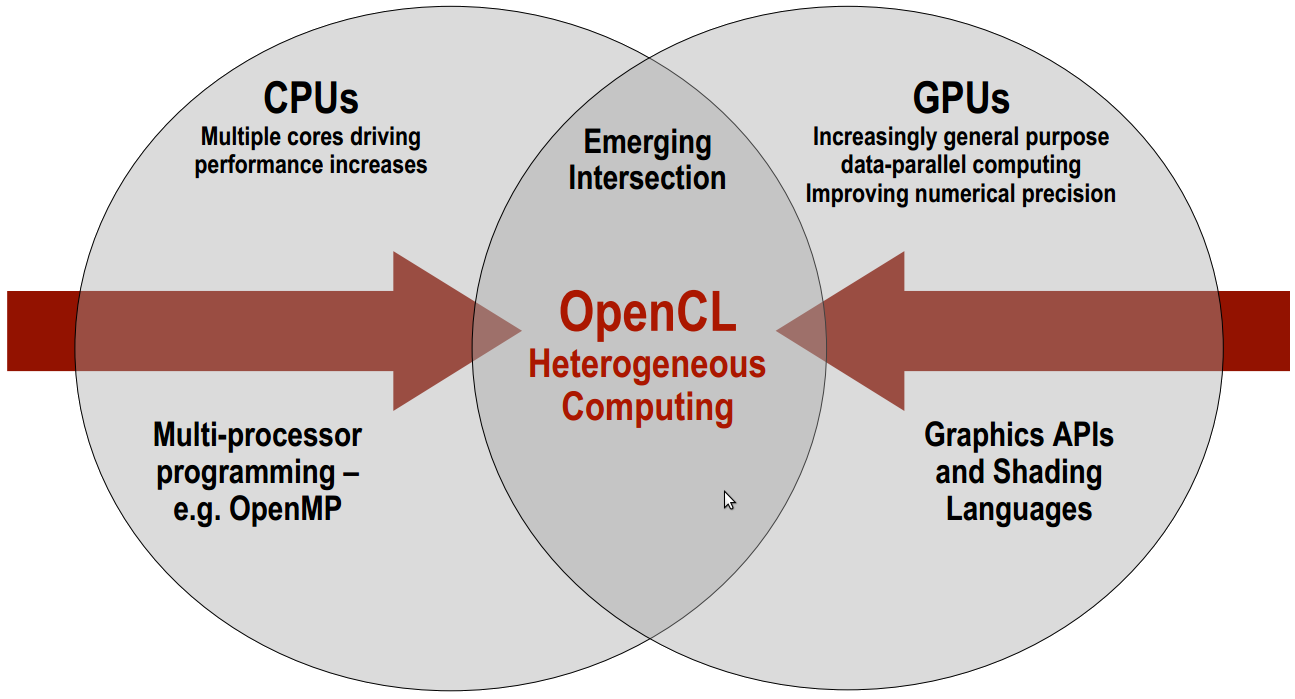 CPUs
Multiple cores driving
performance increases
Emerging
Intersection
GPUs
Increasingly general purpose
data-parallel computing
Improving numerical precision
OpenCL
Heterogeneous
Computing
Multi-processor
programming –
e.g. OpenMP
Graphics APIs
and Shading
Languages